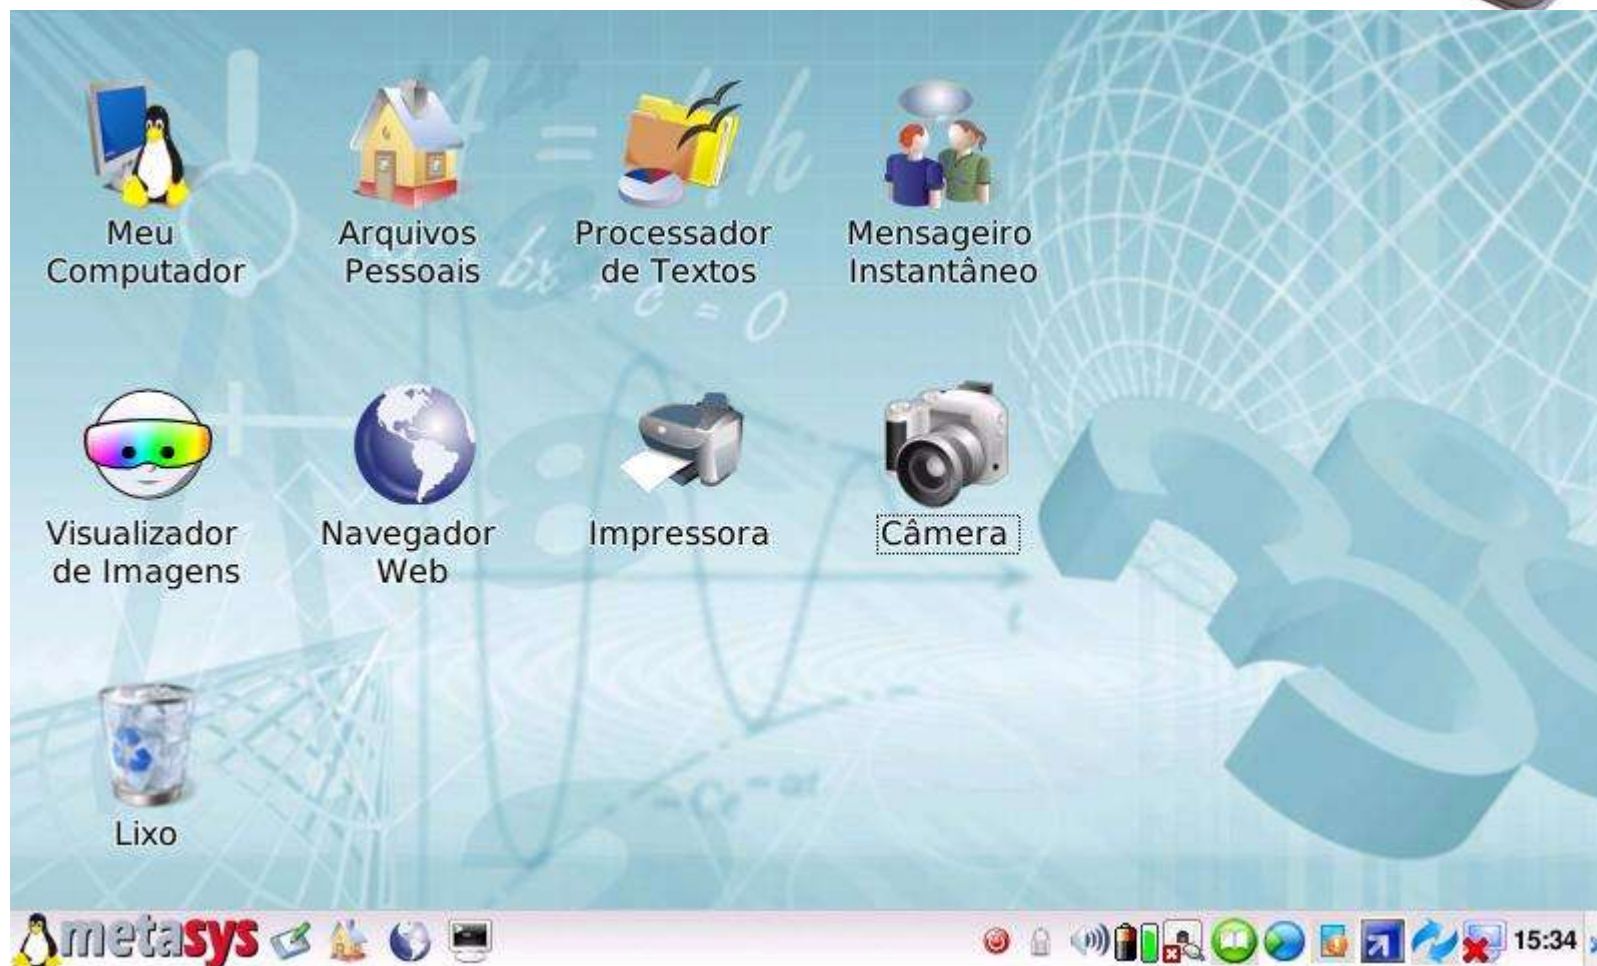 Meu
Computador
Arquivos
Pessoais
Processador
de Textos
Mensageiro
Instantâneo
Visualizador
de Imagens
Navegador
Web
Impressora
Câmera
Lixo
metasys
15:34